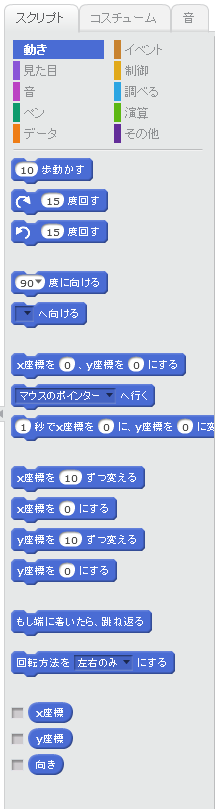 スクリプト コスチューム 音
動き イベント
見た目 制御
音 調べる
ペン 演算
データ その他
10 歩動かす
15 度回す
15 度回す
90 度に向ける
へ向ける
x座標を 0 、y座標を 0 にする
マウスのポインター へ行く
1 秒でx座標を 0 に、y座標を 0 に変
x座標を 10 ずつ変える
x座標を 0 にする
y座標を 10 ずつ変える
y座標を 0 にする
もし端に着いたら、跳ね返る
回転方法を 左右のみ にする
x座標
y座標
向き